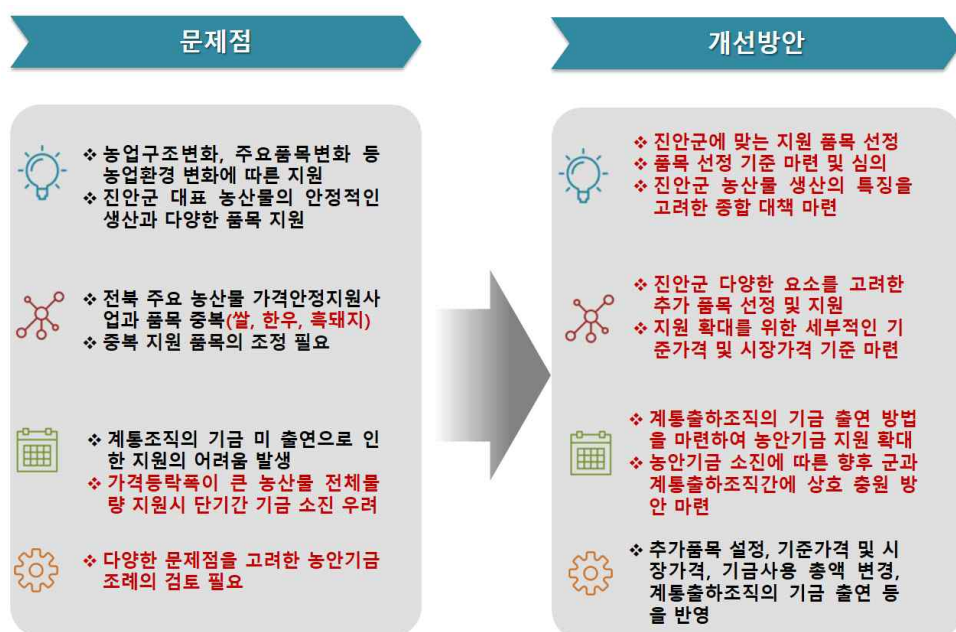 문제점
❖ 농업구조변화, 주요품목변화 등
농업환경 변화에 따른 지원
❖ 진안군 대표 농산물의 안정적인
생산과 다양한 품목 지원
❖ 전북 주요 농산물 가격안정지원사
업과 품목 중복(쌀, 한우, 흑돼지)
❖ 중복 지원 품목의 조정 필요
❖ 계통조직의 기금 미 출연으로 인
한 지원의 어려움 발생
❖ 가격등락폭이 큰 농산물 전체물
량 지원시 단기간 기금 소진 우려
❖ 다양한 문제점을 고려한 농안기금
조례의 검토 필요
개선방안
❖ 진안군에 맞는 지원 품목 선정
❖ 품목 선정 기준 마련 및 심의
❖ 진안군 농산물 생산의 특징을
고려한 종합 대책 마련
❖ 진안군 다양한 요소를 고려한
추가 품목 선정 및 지원
❖ 지원 확대를 위한 세부적인 기
준가격 및 시장가격 기준 마련
❖ 계통출하조직의 기금 출연 방법
을 마련하여 농안기금 지원 확대
❖ 농안기금 소진에 따른 향후 군과
계통출하조직간에 상호 충원 방
안 마련
❖ 추가품목 설정, 기준가격 및 시
장가격, 기금사용 총액 변경,
계통출하조직의 기금 출연 등
을 반영